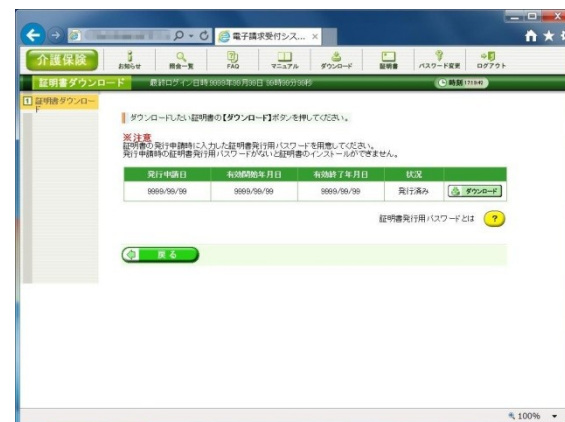 電子請求受付シス...
介護保険
お知らせ
照会一覧
FAQ
マニュアル
ダウンロード
証明書
パスワード変更
ログアウト
証明書ダウンロード
最終ログイン日時
時刻
1 証明書ダウンロード
ダウンロードしたい証明書の【ダウンロード】ボタンを押してください。
※注意
証明書の発行申請時に入力した証明書発行用パスワードを用意してください。
発行申請時の証明書発行用パスワードがないと証明書のインストールができません。
発行申請日 有効開始年月日 有効終了年月日 状況
9999/99/99 9999/99/99 9999/99/99 発行済み ダウンロード
証明書発行用パスワードとは ?
戻る
100%